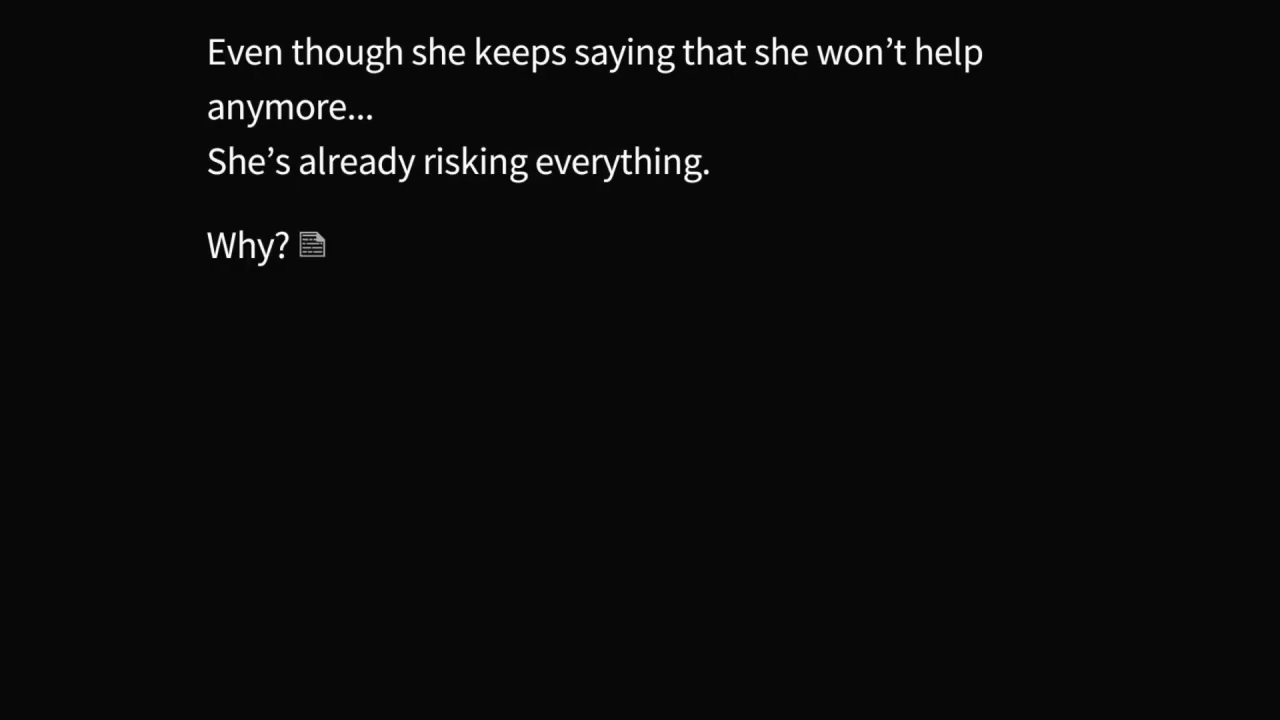 Even though she keeps saying that she won’t help
anymore...
She’s already risking everything.
Why?